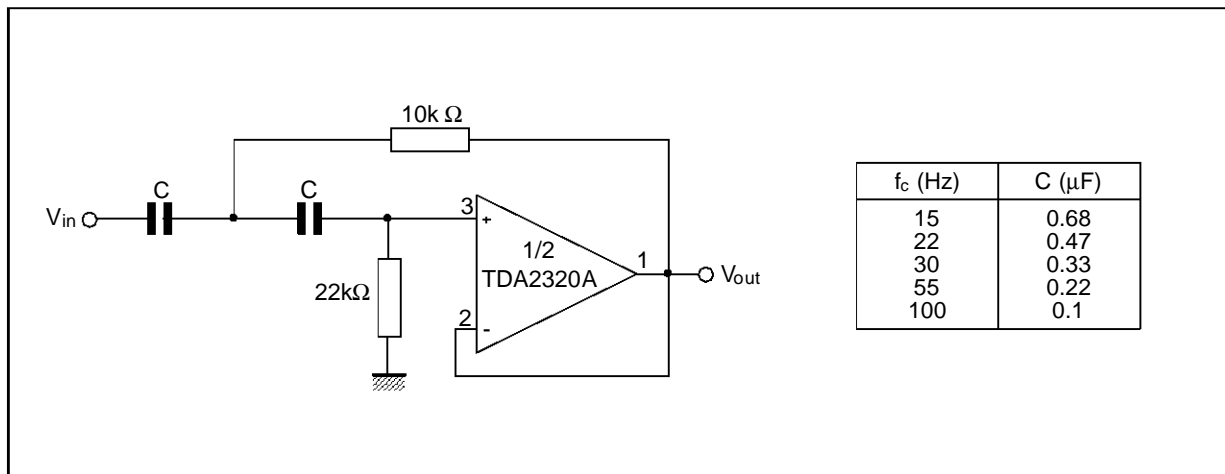 10k Ω
C
C
Vin
3
+
1/2
TDA2320A
1
Vout
22kΩ
2
-
fc (Hz) C (μF)
15 0.68
22 0.47
30 0.33
55 0.22
100 0.1